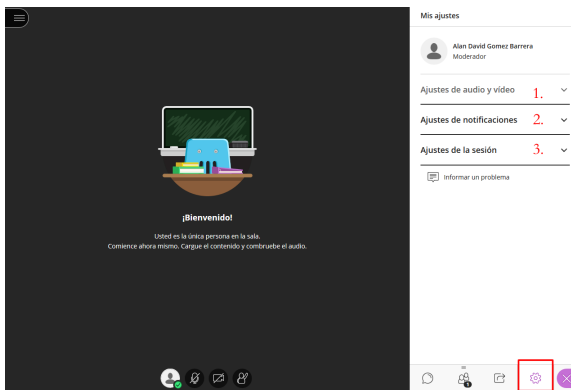 Mis ajustes
Alan David Gomez Barrera
Moderador
Ajustes de audio y vídeo 1.
Ajustes de notificaciones 2.
Ajustes de la sesión 3.
Informar un problema
¡Bienvenido!
Usted es la única persona en la sala.
Comience ahora mismo. Cargue el contenido y combruebe el audio.